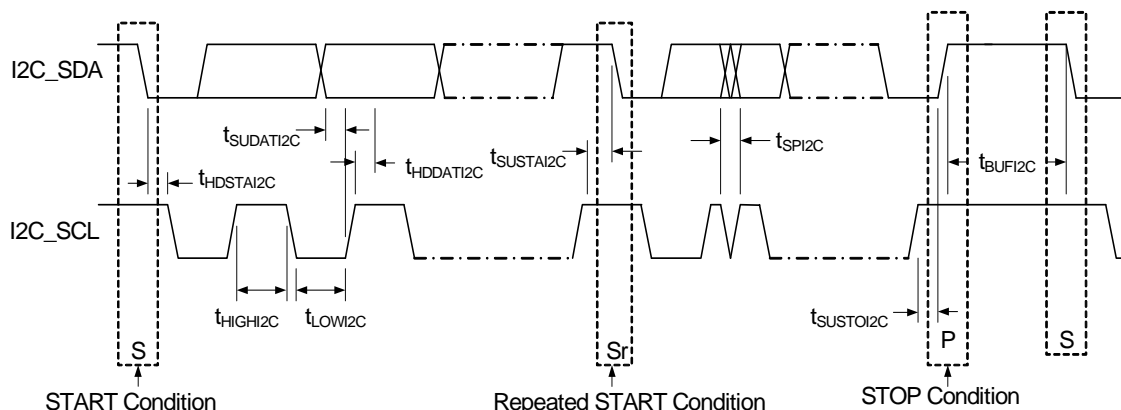 I2C_SDA
tSUDATI2C
tHDDATI2C
tSUSTAI2C
tSPI2C
tBUFI2C
tHDSTAI2C
I2C_SCL
tHIGHI2C
tLOWI2C
tSUSTOI2C
S
Sr
P
S
START Condition
Repeated START Condition
STOP Condition